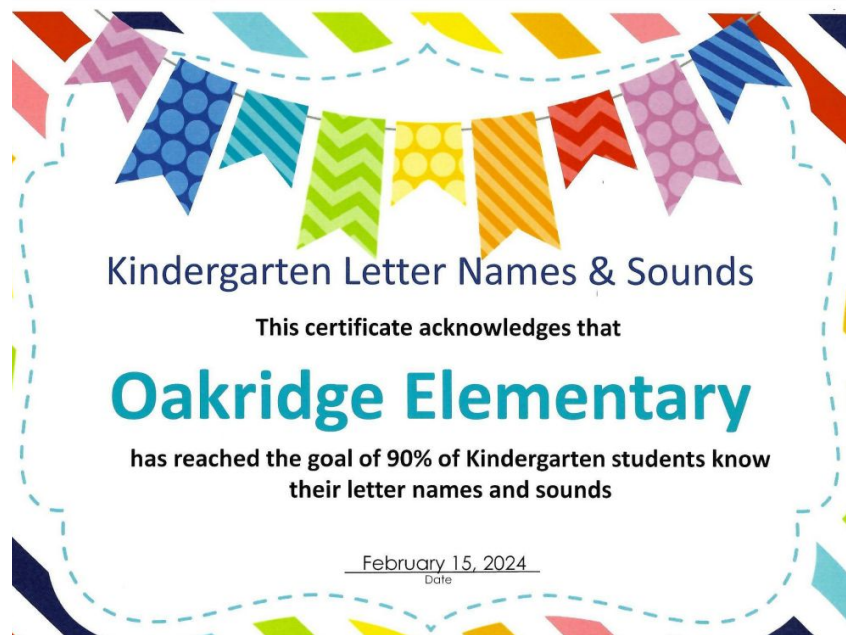 Kindergarten Letter Names & Sounds
This certificate acknowledges that
Oakridge Elementary
has reached the goal of 90% of Kindergarten students know
their letter names and sounds
February 15, 2024
Date